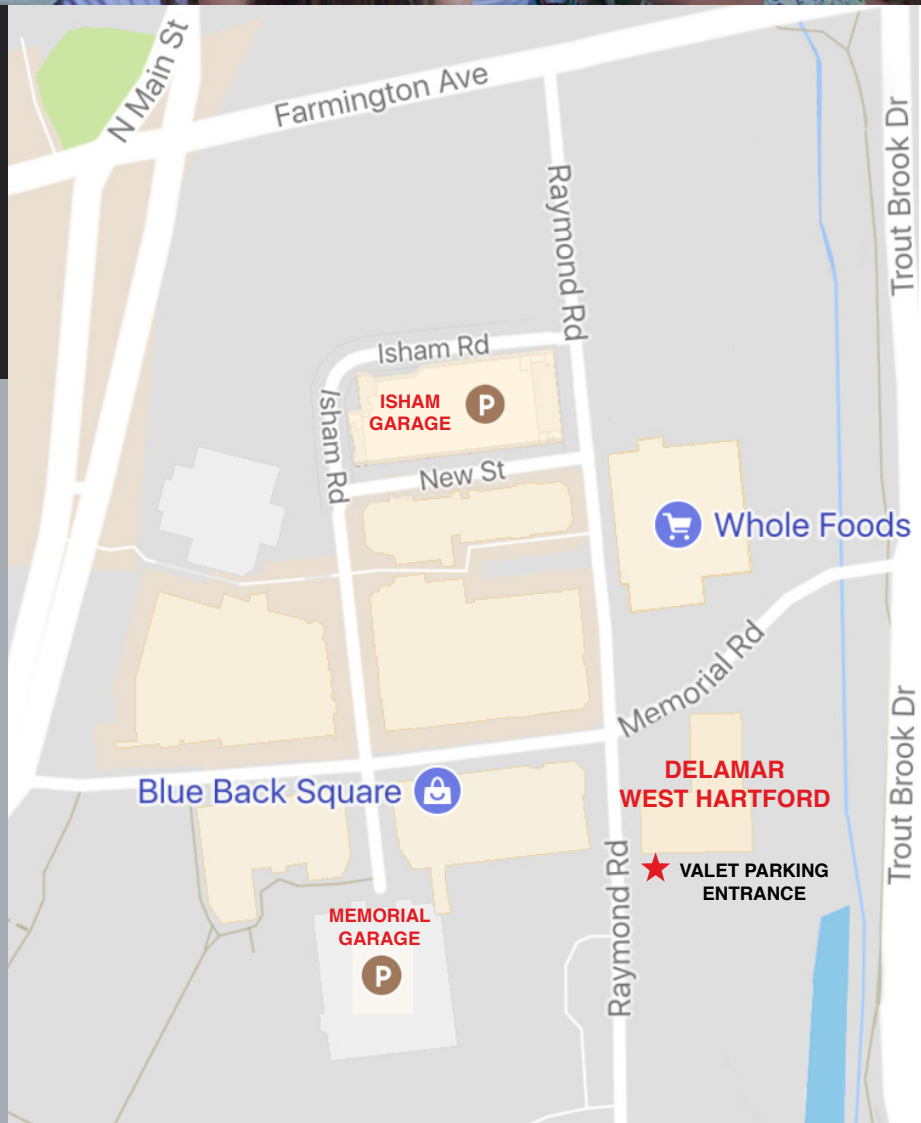 N Main St
Farmington Ave
Trout Brook Dr
Raymond Rd
Isham Rd
Isham Rd
ISHAM
GARAGE
P
New St
Whole Foods
Memorial Rd
Blue Back Square
DELAMAR
WEST HARTFORD
Trout Brook Dr
VALET PARKING
ENTRANCE
Raymond Rd
MEMORIAL
GARAGE
P